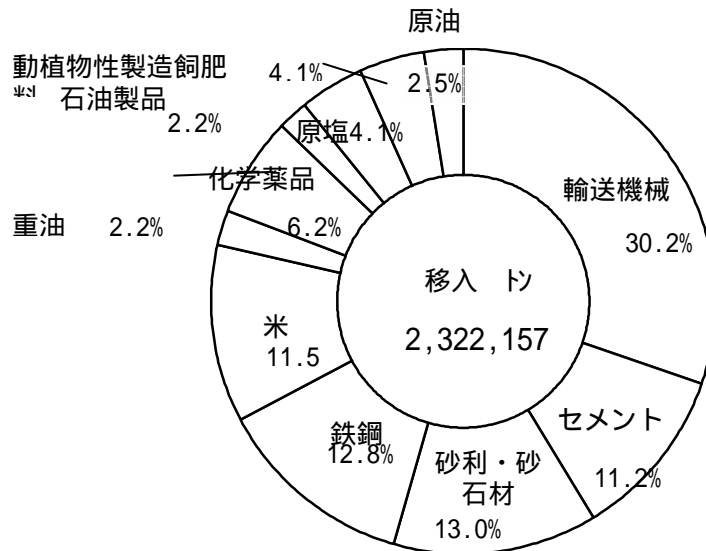 原油
動植物性製造飼肥
料 石油製品
4.1%
2.5%
2.2%
原塩4.1%
化学薬品
6.2%
重油 2.2%
輸送機械
30.2%
移入 トン
2,322,157
米
11.5
鉄鋼
12.8%
砂利・砂
石材
13.0%
セメント
11.2%